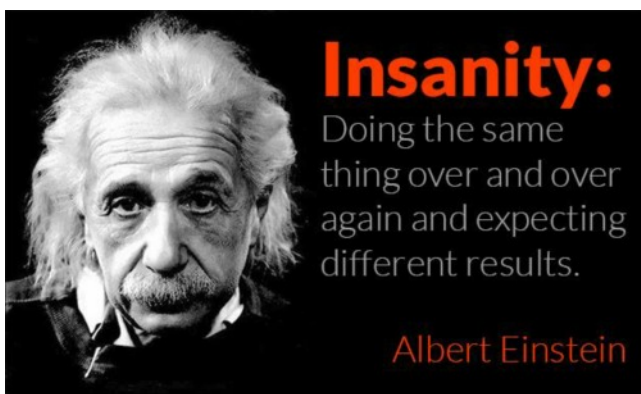 Insanity:
Doing the same
thing over and over
again and expecting
different results.
Albert Einstein